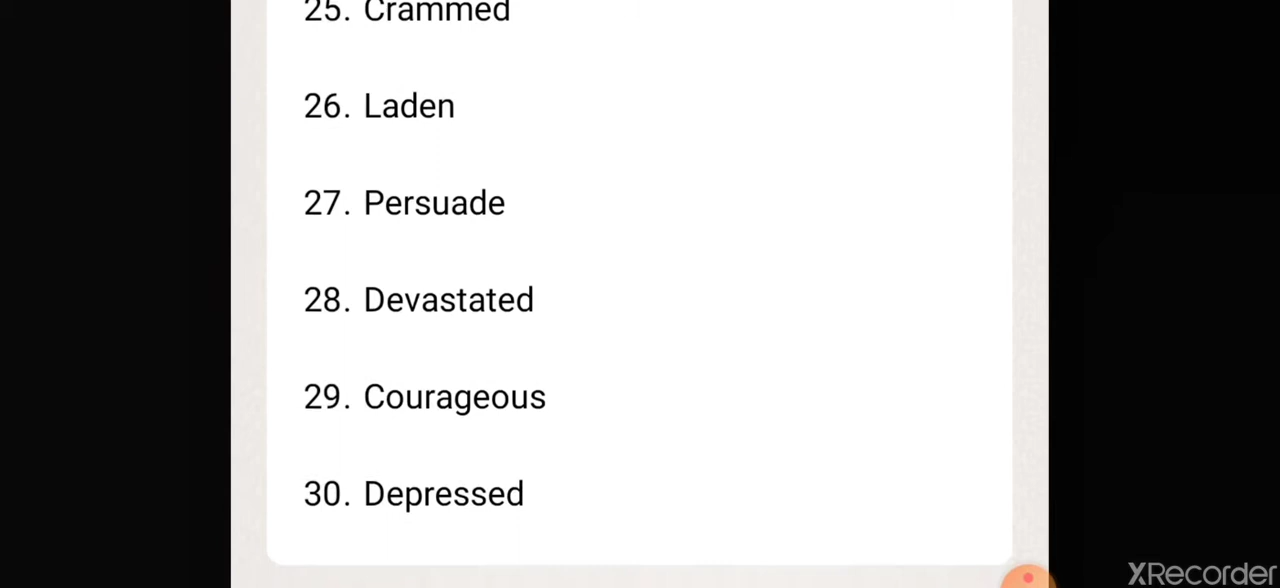 25. Crammed
26. Laden
27. Persuade
28. Devastated
29. Courageous
30. Depressed
XRecorder